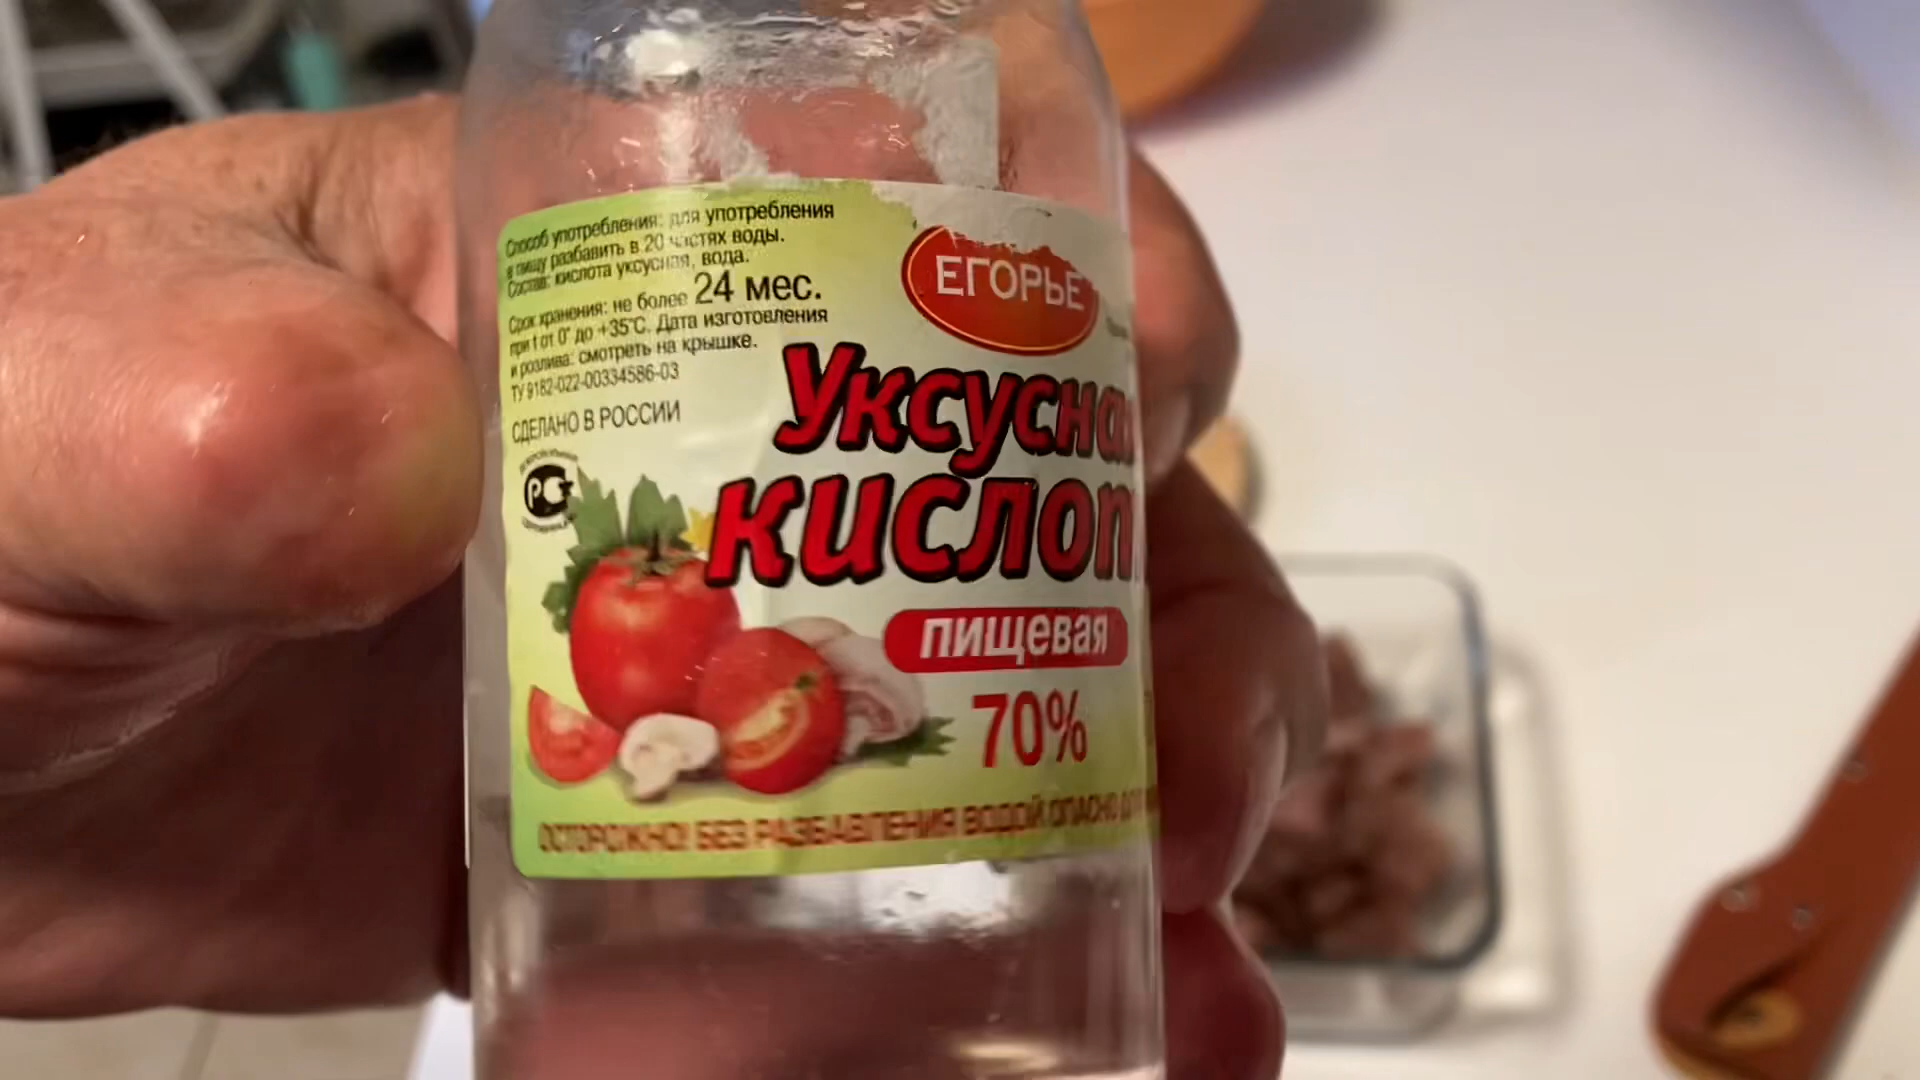 Способ употребления: для употребления
в пищу разбавить в 20 частях воды.
Состав: кислота уксусная, вода.
Срок хранения: не более 24 мес.
при t от 0° до +35°С. Дата изготовления
и розлива: смотреть на крышке.
ТУ 9182-022-00334586-03
СДЕЛАНО В РОССИИ
РСТ
ЕГОРЬЕ
Уксусная
кислот
пищевая
70%
ОСТОРОЖНО! БЕЗ РАЗБАВЛЕНИЯ ВОДОЙ ОПАСНО ДЛ